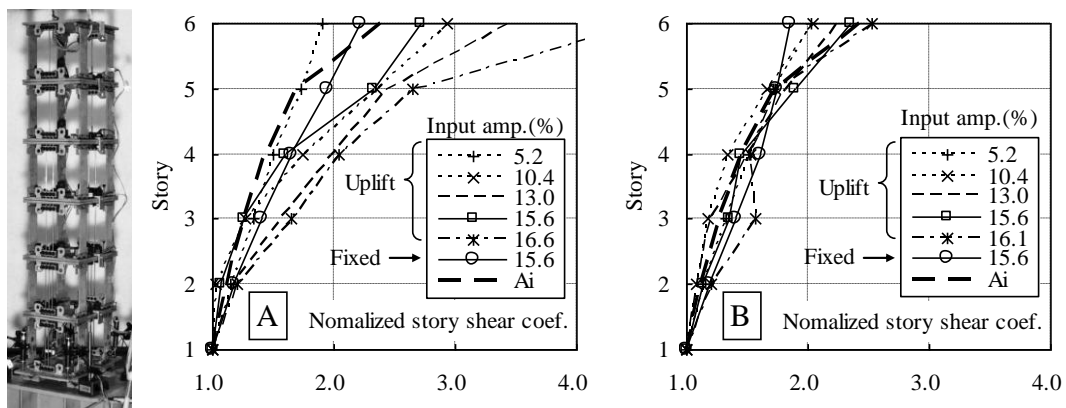 6
5
4
3
2
1
Story
Input amp.(%)
Uplift
5.2
10.4
13.0
15.6
16.6
Fixed
15.6
Ai
A
Nomalized story shear coef.
1.0
2.0
3.0
4.0
6
5
4
3
2
1
Story
Input amp.(%)
Uplift
5.2
10.4
13.0
15.6
16.1
Fixed
15.6
Ai
B
Nomalized story shear coef.
1.0
2.0
3.0
4.0